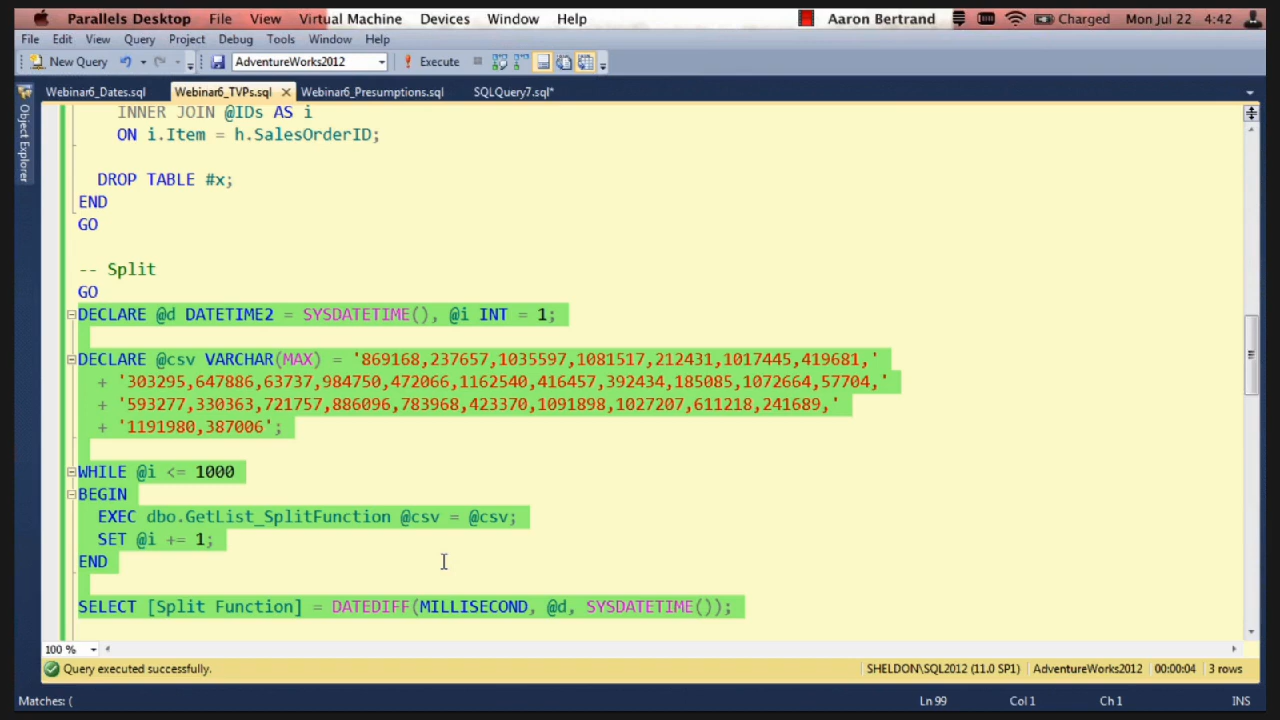 Parallels Desktop File View Virtual Machine Devices Window Help Aaron Bertrand Charged Mon Jul 22 4:42
File Edit View Query Project Debug Tools Window Help
New Query AdventureWorks2012 Execute
Webinar6_Dates.sql Webinar6_TVPs.sql Webinar6_Presumptions.sql SQLQuery7.sql*
Object Explorer
INNER JOIN @IDs AS i
ON i.Item = h.SalesOrderID;
DROP TABLE #x;
END
GO
-- Split
GO
DECLARE @d DATETIME2 = SYSDATETIME(), @i INT = 1;
DECLARE @csv VARCHAR(MAX) = '869168,237657,1035597,1081517,212431,1017445,419681,'
+ '303295,647886,63737,984750,472066,1162540,416457,392434,185085,1072664,57704,'
+ '593277,330363,721757,886096,783968,423370,1091898,1027207,611218,241689,'
+ '1191980,387006';
WHILE @i <= 1000
BEGIN
EXEC dbo.GetList_SplitFunction @csv = @csv;
SET @i += 1;
END
SELECT [Split Function] = DATEDIFF(MILLISECOND, @d, SYSDATETIME());
100 %
Query executed successfully. SHELDON\SQL2012 (11.0 SP1) AdventureWorks2012 00:00:04 3 rows
Matches: ( Ln 99 Col 1 Ch 1 INS